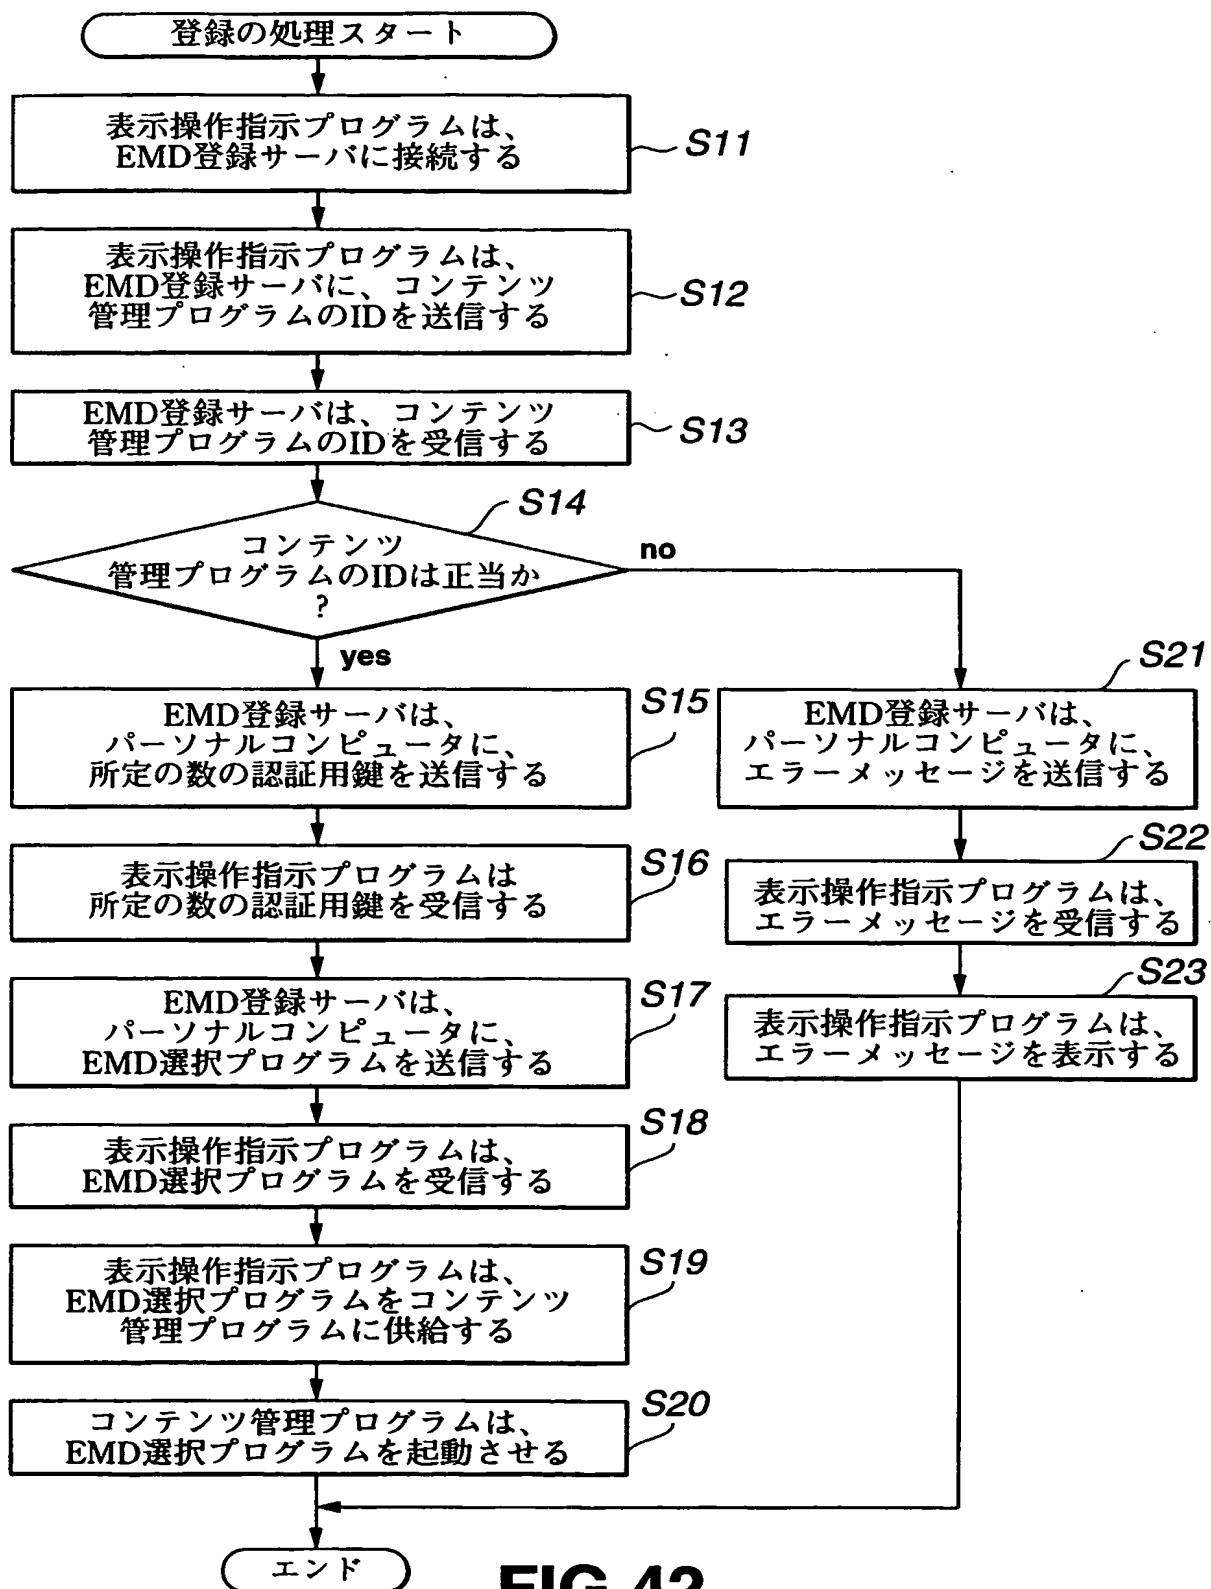 登録の処理スタート
表示操作指示プログラムは、
EMD登録サーバに接続する
S11
表示操作指示プログラムは、
EMD登録サーバに、コンテンツ
管理プログラムのIDを送信する
S12
EMD登録サーバは、コンテンツ
管理プログラムのIDを受信する
S13
S14
コンテンツ
管理プログラムのIDは正当か
?
no
yes
S15
EMD登録サーバは、
パーソナルコンピュータに、
所定の数の認証用鍵を送信する
S16
表示操作指示プログラムは
所定の数の認証用鍵を受信する
S17
EMD登録サーバは、
パーソナルコンピュータに、
EMD選択プログラムを送信する
S18
表示操作指示プログラムは、
EMD選択プログラムを受信する
S19
表示操作指示プログラムは、
EMD選択プログラムをコンテンツ
管理プログラムに供給する
S20
コンテンツ管理プログラムは、
EMD選択プログラムを起動させる
S21
EMD登録サーバは、
パーソナルコンピュータに、
エラーメッセージを送信する
S22
表示操作指示プログラムは、
エラーメッセージを受信する
S23
表示操作指示プログラムは、
エラーメッセージを表示する
エンド
FIG.42